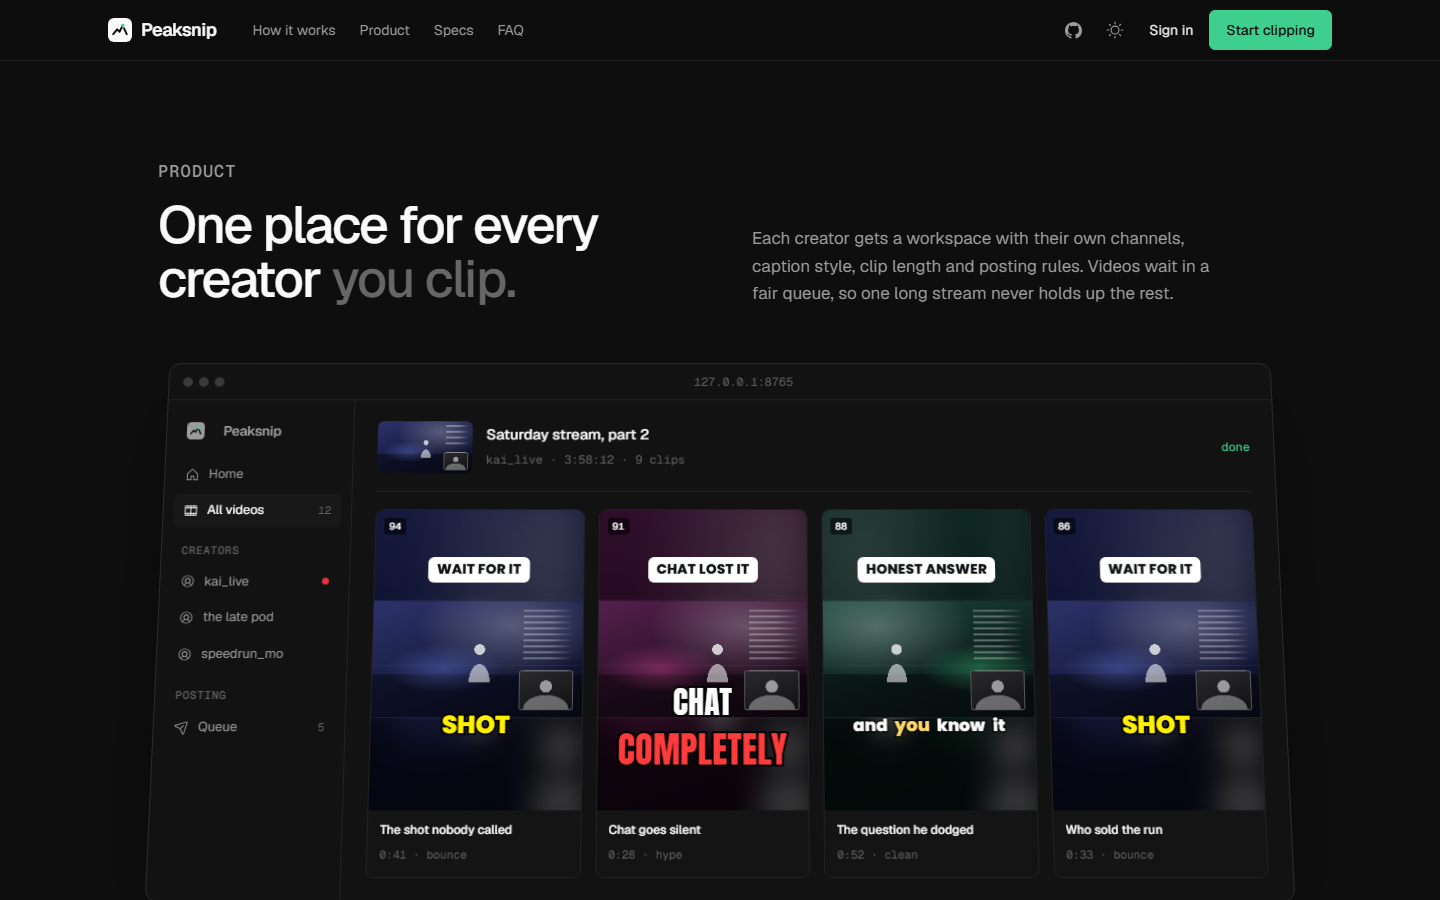 Peaksnip
How it works
Product
Specs
FAQ
Sign in
Start clipping
PRODUCT
One place for every
creator you clip.
Each creator gets a workspace with their own channels,
caption style, clip length and posting rules. Videos wait in a
fair queue, so one long stream never holds up the rest.
127.0.0.1:8765
Peaksnip
Home
All videos 12
CREATORS
kai_live
the late pod
speedrun_mo
POSTING
Queue 5
Saturday stream, part 2
kai_live · 3:58:12 · 9 clips
done
94
WAIT FOR IT
SHOT
The shot nobody called
0:41 · bounce
91
CHAT LOST IT
CHAT
COMPLETELY
Chat goes silent
0:28 · hype
88
HONEST ANSWER
and you know it
The question he dodged
0:52 · clean
86
WAIT FOR IT
SHOT
Who sold the run
0:33 · bounce